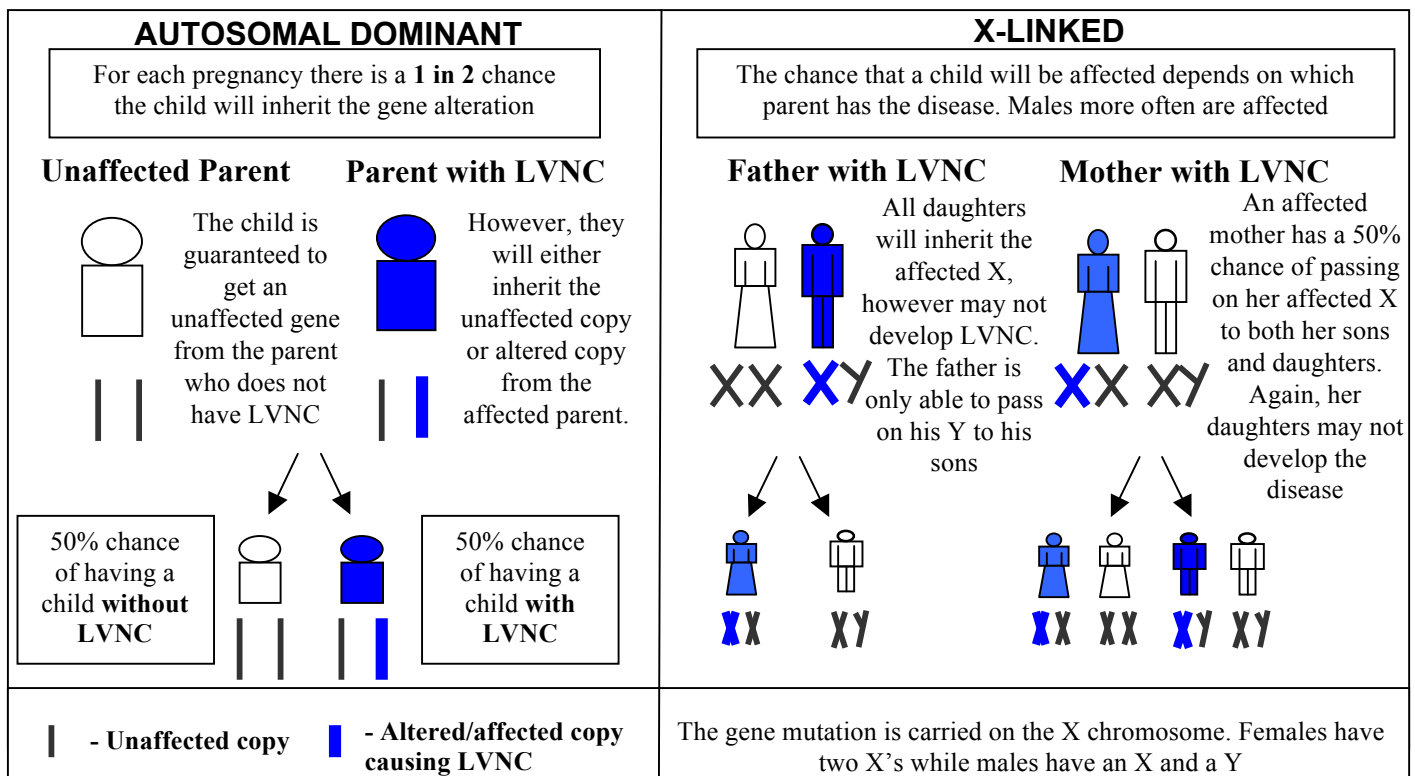 AUTOSOMAL DOMINANT
For each pregnancy there is a 1 in 2 chance
the child will inherit the gene alteration
Unaffected Parent
Parent with LVNC
The child is
guaranteed to
get an
unaffected gene
from the parent
who does not
have LVNC
However, they
will either
inherit the
unaffected copy
or altered copy
from the
affected parent.
50% chance
of having a
child without
LVNC
50% chance
of having a
child with
LVNC
- Unaffected copy
- Altered/affected copy
causing LVNC
X-LINKED
The chance that a child will be affected depends on which
parent has the disease. Males more often are affected
Father with LVNC
Mother with LVNC
All daughters
will inherit the
affected X,
however may not
develop LVNC.
The father is
only able to pass
on his Y to his
sons
An affected
mother has a 50%
chance of passing
on her affected X
to both her sons
and daughters.
Again, her
daughters may not
develop the
disease
XX XY
XX XY
XX XY
XX XX XY XY
The gene mutation is carried on the X chromosome. Females have
two X's while males have an X and a Y